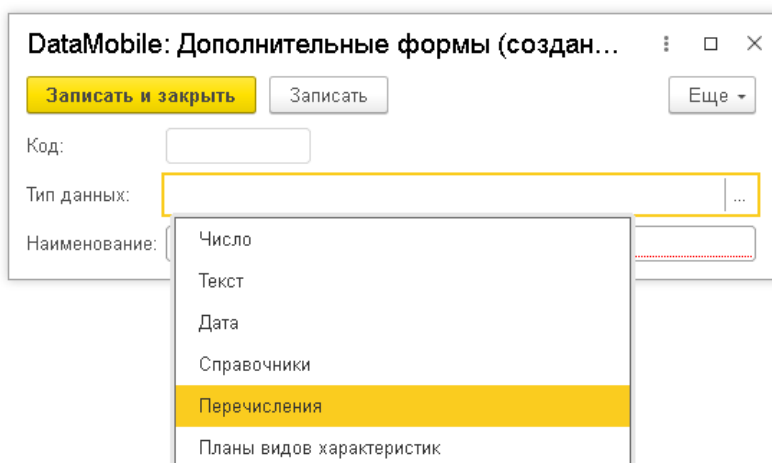 DataMobile: Дополнительные формы (создан...
Записать и закрыть
Записать
Еще
Код:
Тип данных:
...
Наименование:
Число
Текст
Дата
Справочники
Перечисления
Планы видов характеристик